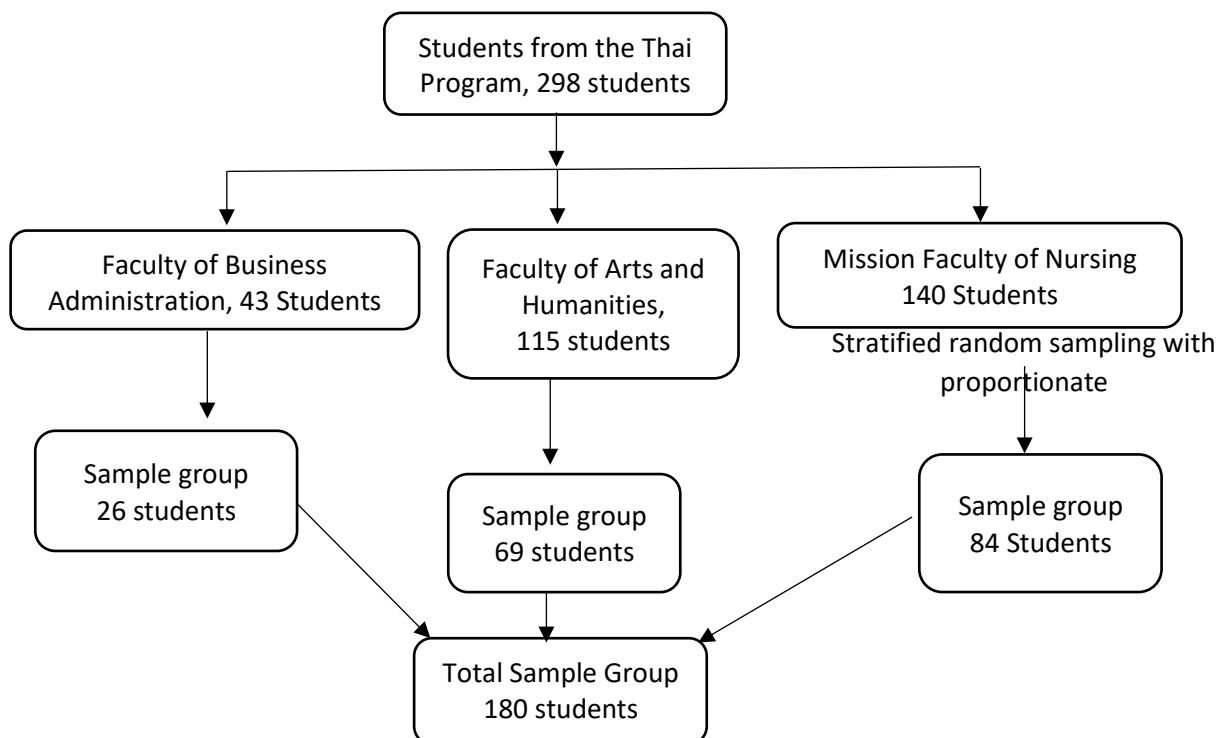 Students from the Thai
Program, 298 students
Faculty of Business
Administration, 43 Students
Faculty of Arts and
Humanities,
115 students
Mission Faculty of Nursing
140 Students
Stratified random sampling with
proportionate
Sample group
26 students
Sample group
69 students
Sample group
84 Students
Total Sample Group
180 students